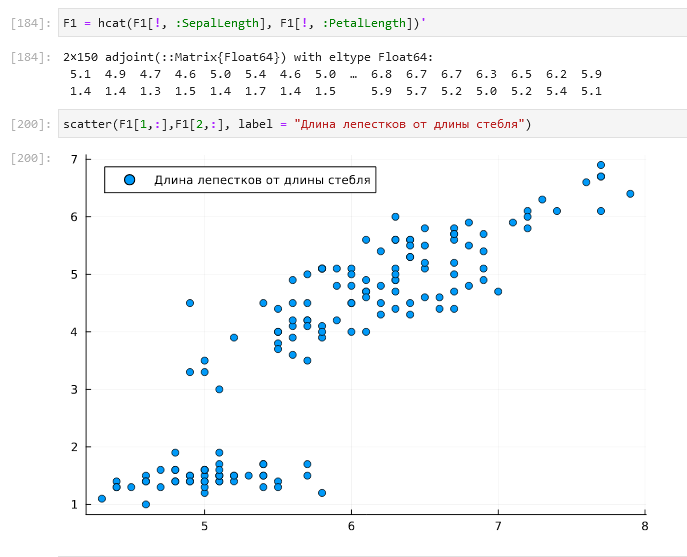 [184]: F1 = hcat(F1[!, :SepalLength], F1[!, :PetalLength])'
[184]: 2×150 adjoint(::Matrix{Float64}) with eltype Float64:
5.1 4.9 4.7 4.6 5.0 5.4 4.6 5.0 … 6.8 6.7 6.7 6.3 6.5 6.2 5.9
1.4 1.4 1.3 1.5 1.4 1.7 1.4 1.5 5.9 5.7 5.2 5.0 5.2 5.4 5.1
[200]: scatter(F1[1,:],F1[2,:], label = "Длина лепестков от длины стебля")
[200]:
7
Длина лепестков от длины стебля
6
5
4
3
2
1
5 6 7 8